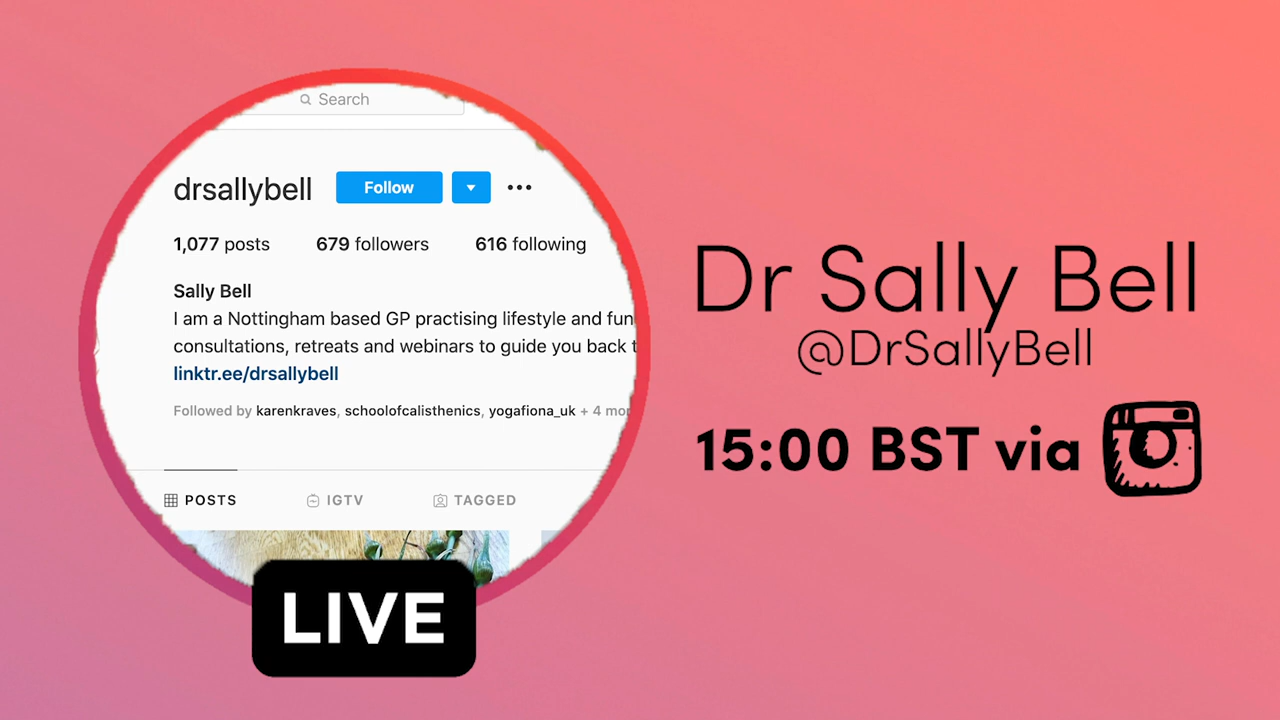 Search
drsallybell Follow
1,077 posts 679 followers 616 following
Sally Bell
I am a Nottingham based GP practising lifestyle and fun
consultations, retreats and webinars to guide you back t
linktr.ee/drsallybell
Followed by karenkraves, schoolofcalisthenics, yogafiona_uk + 4 mor
POSTS IGTV TAGGED
LIVE
Dr Sally Bell
@DrSallyBell
15:00 BST via